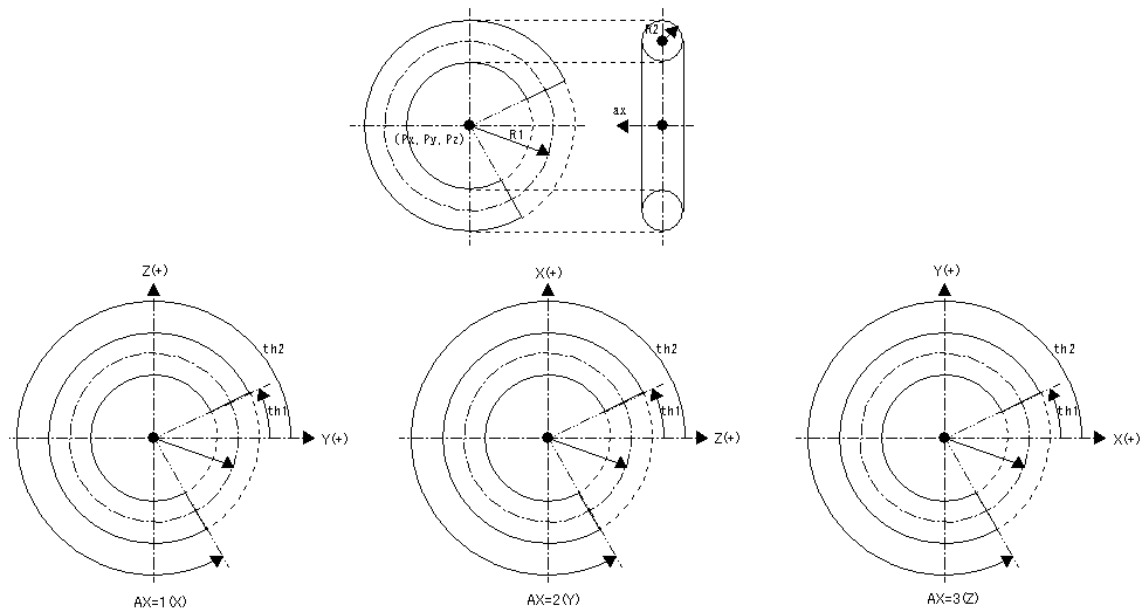 R2
ax
(Px, Py, Pz)
R1
Z(+)
th2
th1
Y(+)
AX=1(X)
X(+)
th2
th1
Z(+)
AX=2(Y)
Y(+)
th2
th1
X(+)
AX=3(Z)